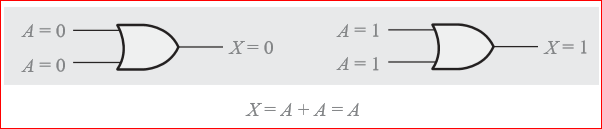 A = 0
A = 0
X = 0
A = 1
A = 1
X = 1
X = A + A = A